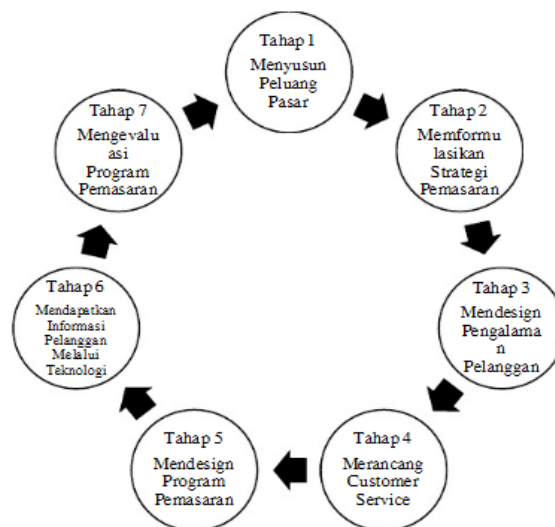 Tahap 1
Menyusun
Peluang
Pasar
Tahap 2
Memformu
lasikan
Strategi
Pemasaran
Tahap 3
Mendesign
Pengalama
n
Pelanggan
Tahap 4
Merancang
Customer
Service
Tahap 5
Mendesign
Program
Pemasaran
Tahap 6
Mendapatkan
Informasi
Pelanggan
Melalui
Teknologi
Tahap 7
Mengevalu
asi
Program
Pemasaran